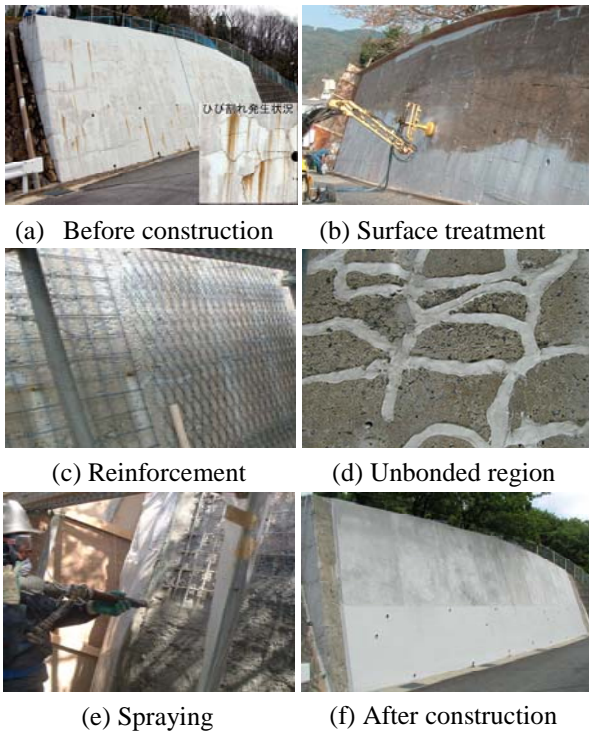 ひび割れ発生状況
(a) Before construction
(b) Surface treatment
(c) Reinforcement
(d) Unbonded region
(e) Spraying
(f) After construction